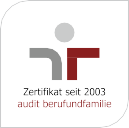 Zertifikat seit 2003
audit berufundfamilie